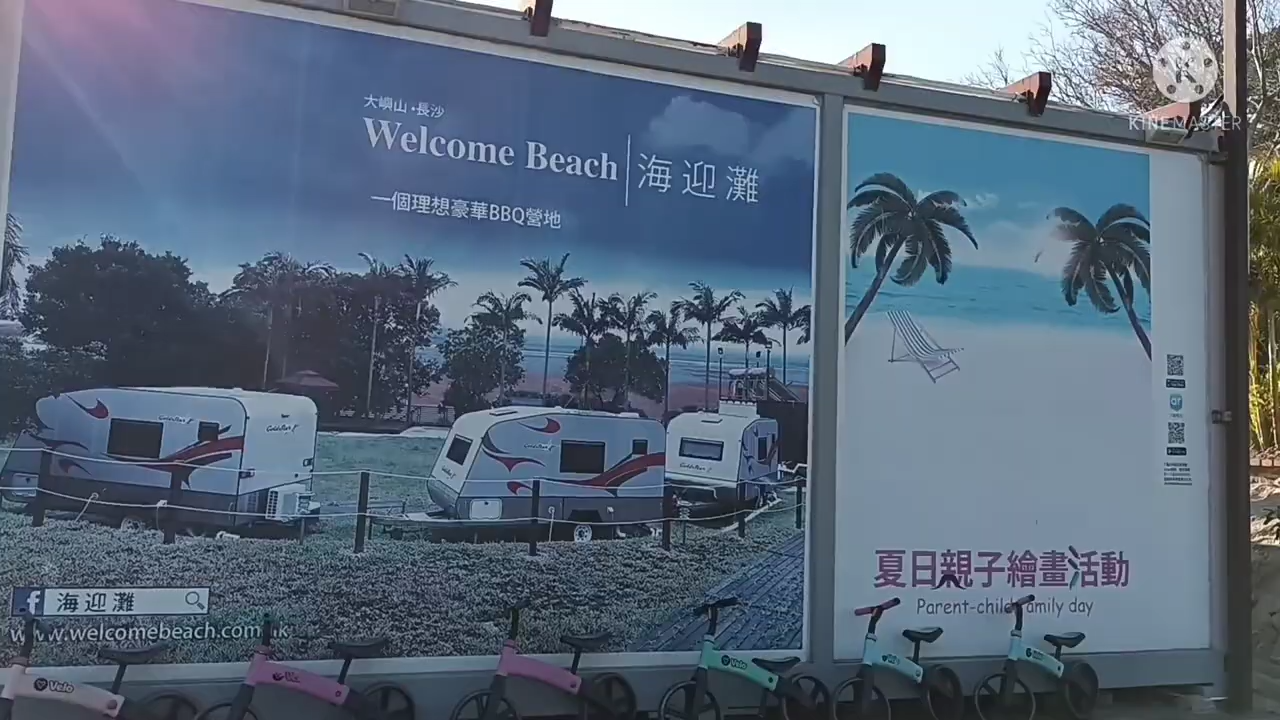 大嶼山•長沙
Welcome Beach 海迎灘
一個理想豪華BBQ營地
f 海迎灘
www.welcomebeach.com.hk
夏日親子繪畫活動
Parent-child family day
Velo
Velo
KINEMASTER